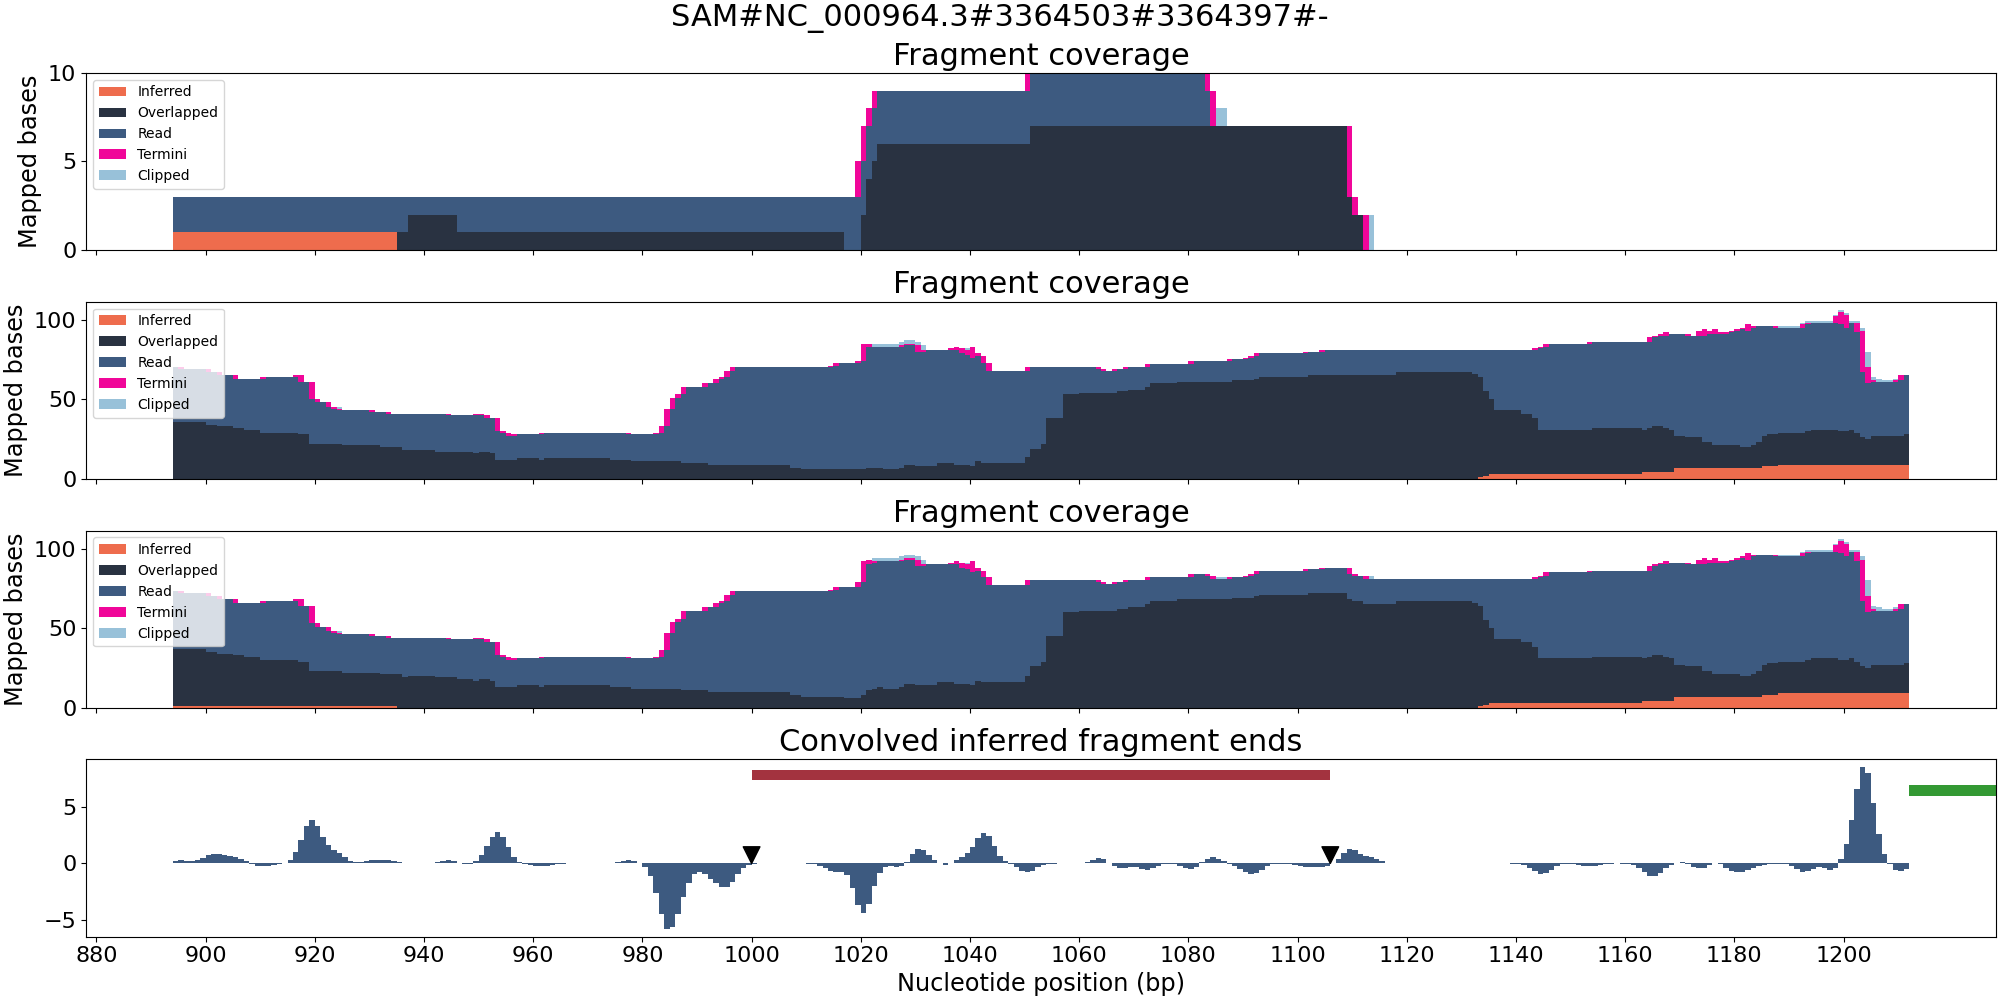 SAM#NC_000964.3#3364503#3364397#-
Fragment coverage
Mapped bases
10
5
0
Inferred
Overlapped
Read
Termini
Clipped
Fragment coverage
Mapped bases
100
50
0
Inferred
Overlapped
Read
Termini
Clipped
Fragment coverage
Mapped bases
100
50
0
Inferred
Overlapped
Read
Termini
Clipped
Convolved inferred fragment ends
5
0
−5
880 900 920 940 960 980 1000 1020 1040 1060 1080 1100 1120 1140 1160 1180 1200
Nucleotide position (bp)